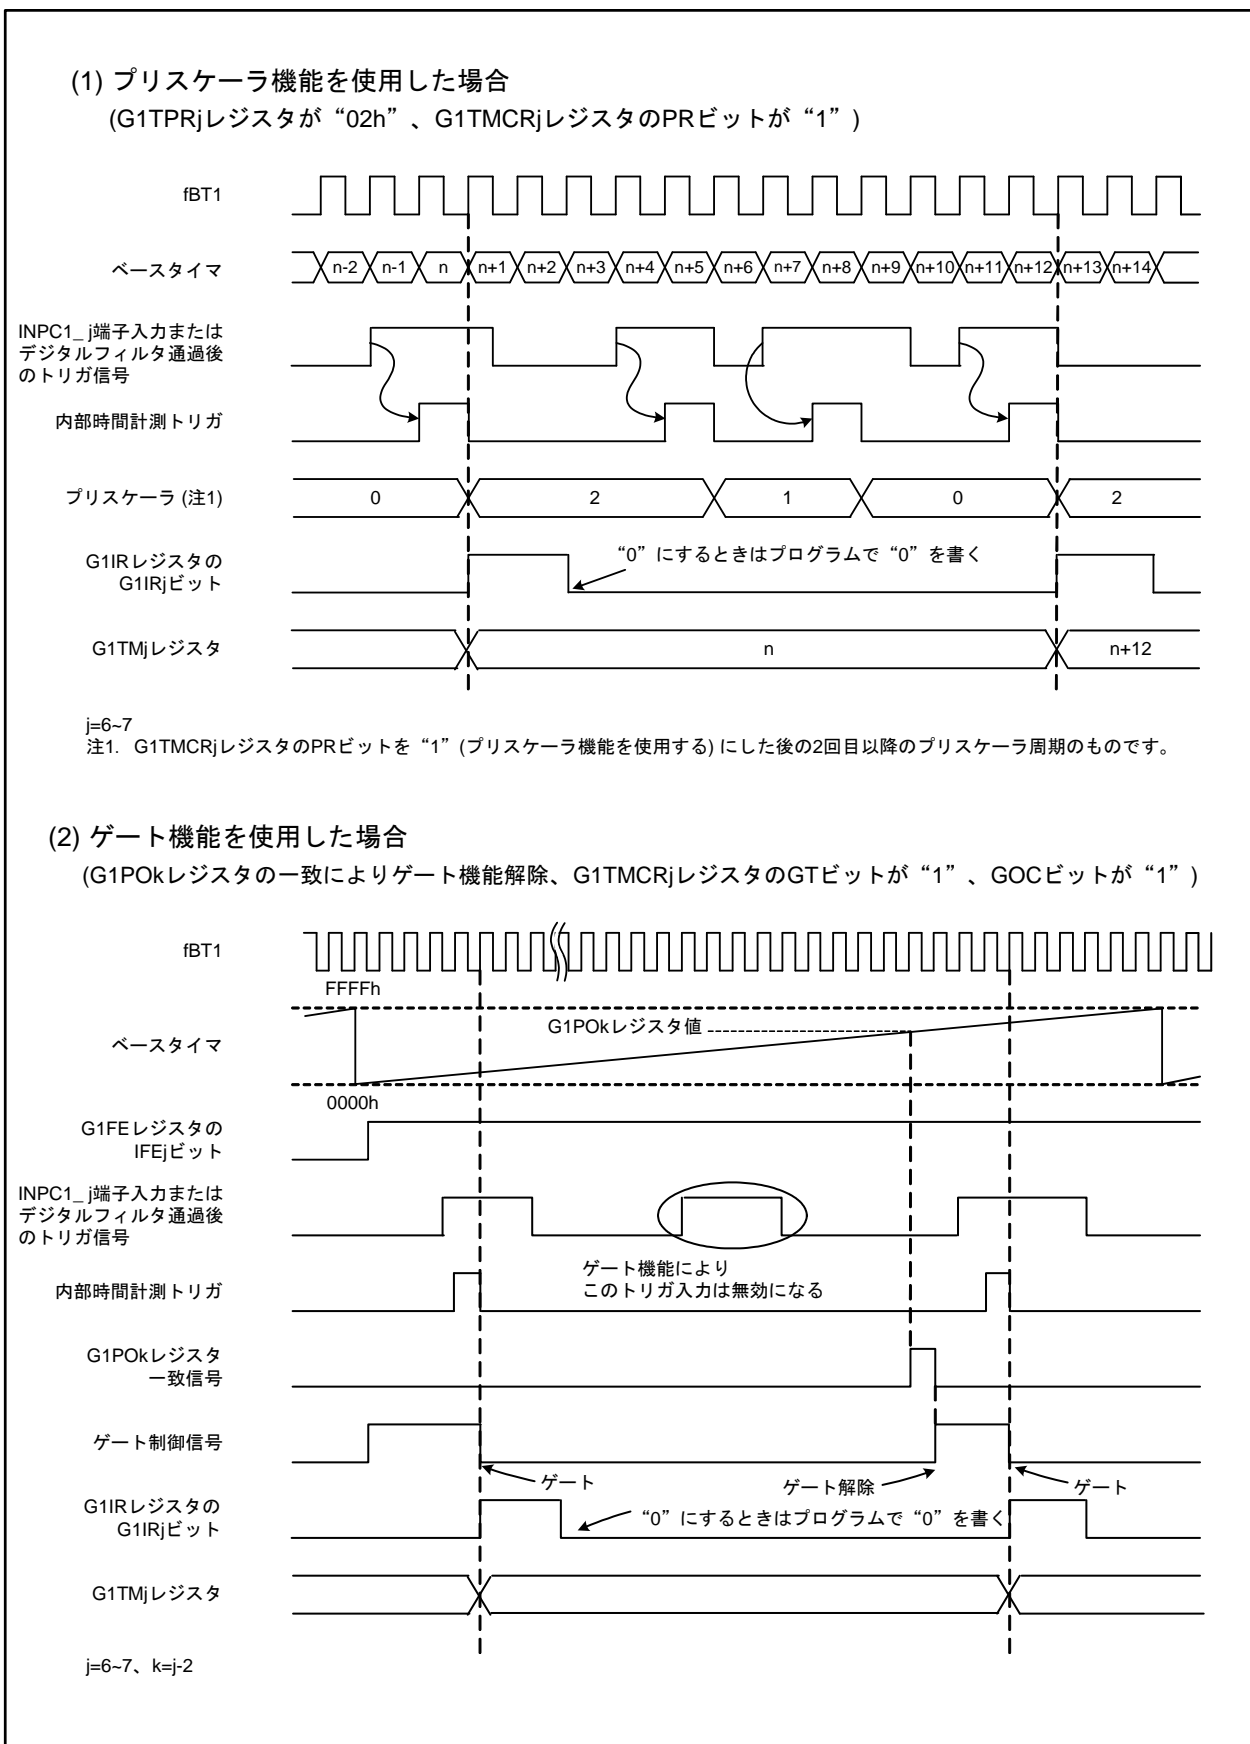 (1) プリスケーラ機能を使用した場合
(G1TPRjレジスタが“02h”、G1TMCRjレジスタのPRビットが“1”)
fBT1
ベースタイマ
n-2 n-1 n n+1 n+2 n+3 n+4 n+5 n+6 n+7 n+8 n+9 n+10 n+11 n+12 n+13 n+14
INPC1_ j端子入力または
デジタルフィルタ通過後
のトリガ信号
内部時間計測トリガ
プリスケーラ (注1)
0 2 1 0 2
G1IRレジスタの
G1IRjビット
“0”にするときはプログラムで“0”を書く
G1TMjレジスタ
n n+12
j=6~7
注1. G1TMCRjレジスタのPRビットを“1”(プリスケーラ機能を使用する) にした後の2回目以降のプリスケーラ周期のものです。
(2) ゲート機能を使用した場合
(G1POkレジスタの一致によりゲート機能解除、G1TMCRjレジスタのGTビットが“1”、GOCビットが“1”)
fBT1
FFFFh
G1POkレジスタ値
ベースタイマ
0000h
G1FEレジスタの
IFEjビット
INPC1_ j端子入力または
デジタルフィルタ通過後
のトリガ信号
ゲート機能により
このトリガ入力は無効になる
内部時間計測トリガ
G1POkレジスタ
一致信号
ゲート制御信号
ゲート ゲート解除 ゲート
G1IRレジスタの
G1IRjビット
“0”にするときはプログラムで“0”を書く
G1TMjレジスタ
j=6~7、k=j-2